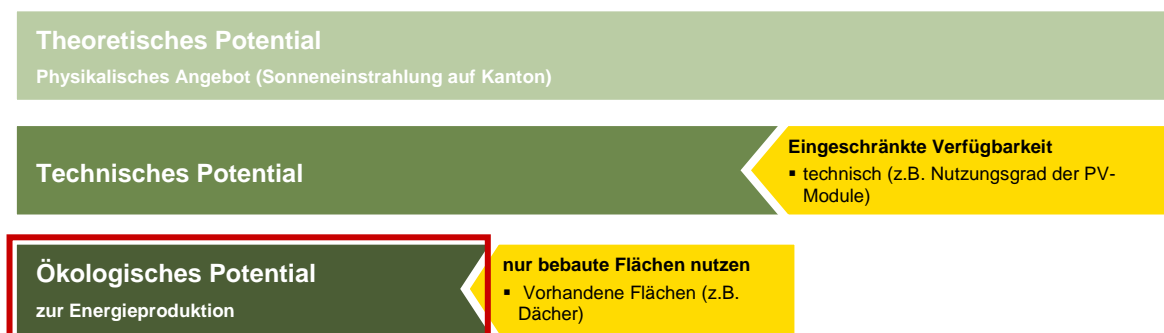 Theoretisches Potential
Physikalisches Angebot (Sonneneinstrahlung auf Kanton)
Technisches Potential
Eingeschränkte Verfügbarkeit
▪ technisch (z.B. Nutzungsgrad der PV-
Module)
Ökologisches Potential
zur Energieproduktion
nur bebaute Flächen nutzen
▪ Vorhandene Flächen (z.B.
Dächer)